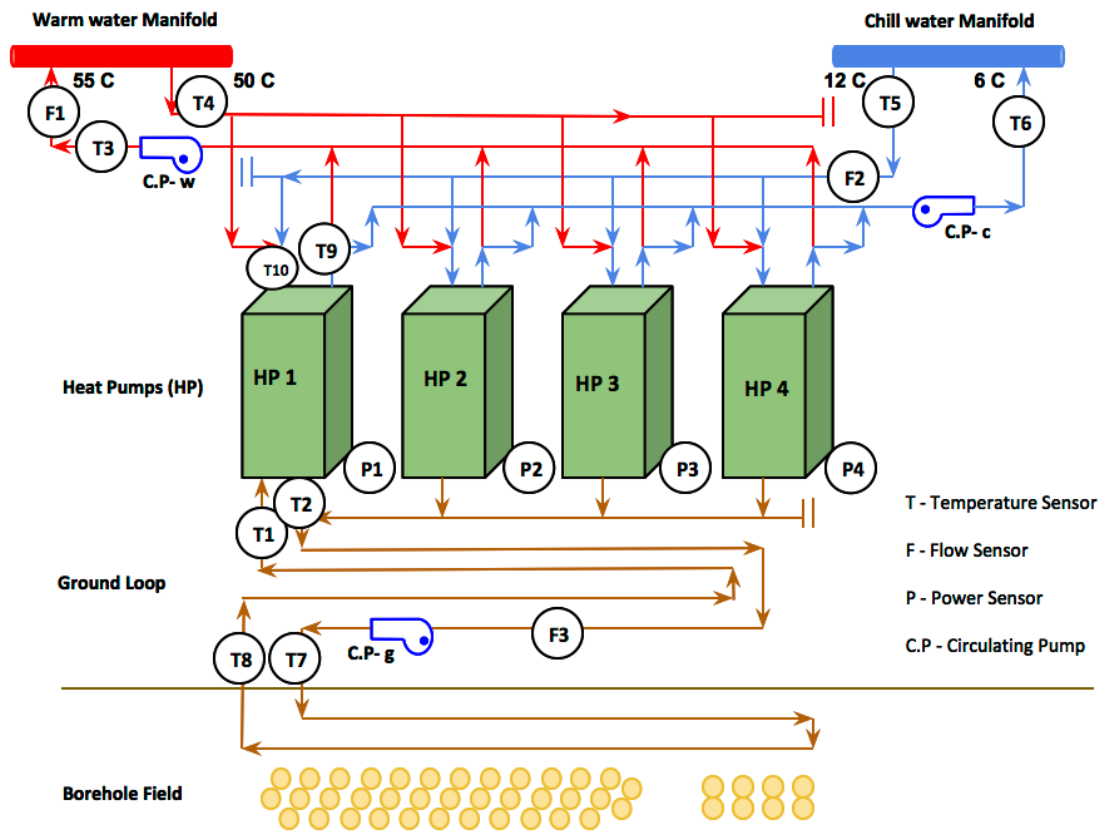 Warm water Manifold
Chill water Manifold
55 C
50 C
12 C
6 C
F1
T4
T5
T6
T3
C.P- w
F2
C.P- c
T9
T10
Heat Pumps (HP)
HP 1
HP 2
HP 3
HP 4
P1
P2
P3
P4
T2
T1
T - Temperature Sensor
F - Flow Sensor
Ground Loop
P - Power Sensor
F3
C.P- g
C.P - Circulating Pump
T8
T7
Borehole Field